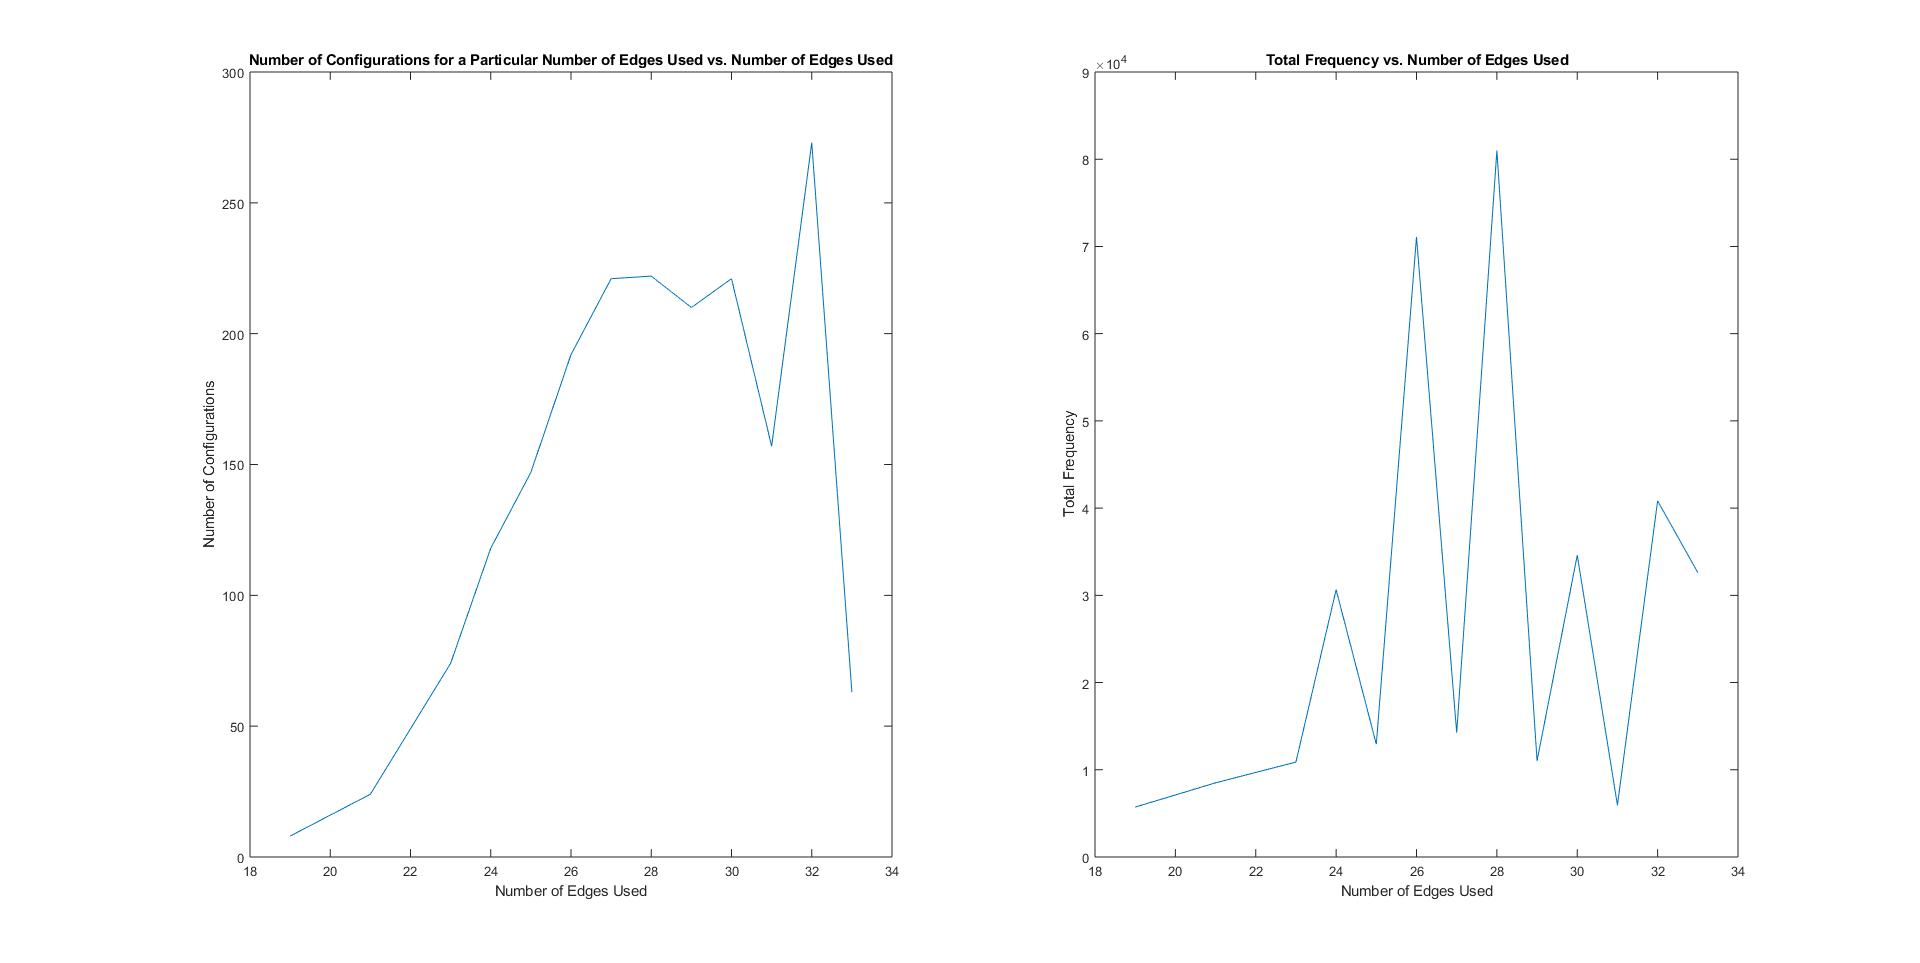 Number of Configurations for a Particular Number of Edges Used vs. Number of Edges Used
300
250
200
150
100
50
0
Number of Configurations
18 20 22 24 26 28 30 32 34
Number of Edges Used
Total Frequency vs. Number of Edges Used
×10⁴
9
8
7
6
5
4
3
2
1
0
Total Frequency
18 20 22 24 26 28 30 32 34
Number of Edges Used